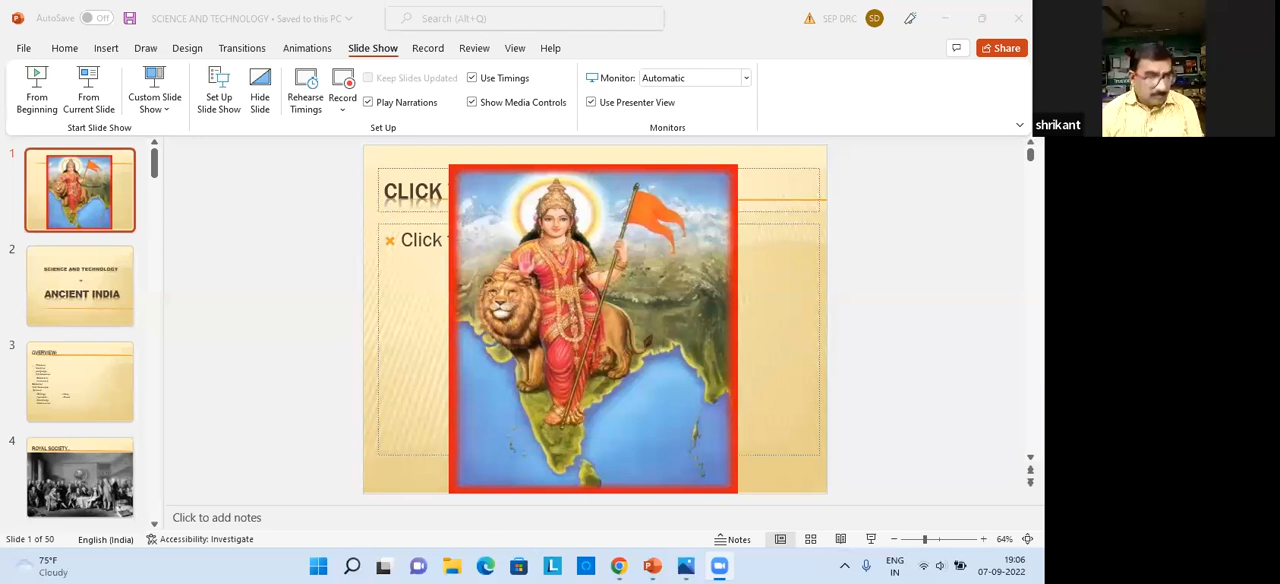 AutoSave Off SCIENCE AND TECHNOLOGY • Saved to this PC Search (Alt+Q) SEP DRC SD
File Home Insert Draw Design Transitions Animations Slide Show Record Review View Help Share
Keep Slides Updated Use Timings Monitor: Automatic
From Beginning From Current Slide Custom Slide Show Set Up Slide Show Hide Slide Rehearse Timings Record
Play Narrations Show Media Controls Use Presenter View
Start Slide Show Set Up Monitors
shrikant
1
CLICK
Click
2
SCIENCE AND TECHNOLOGY
ANCIENT INDIA
3
OVERVIEW:
4
ROYAL SOCIETY..
Click to add notes
Slide 1 of 50 English (India) Accessibility: Investigate Notes 64%
75°F
Cloudy
ENG
IN
19:06
07-09-2022